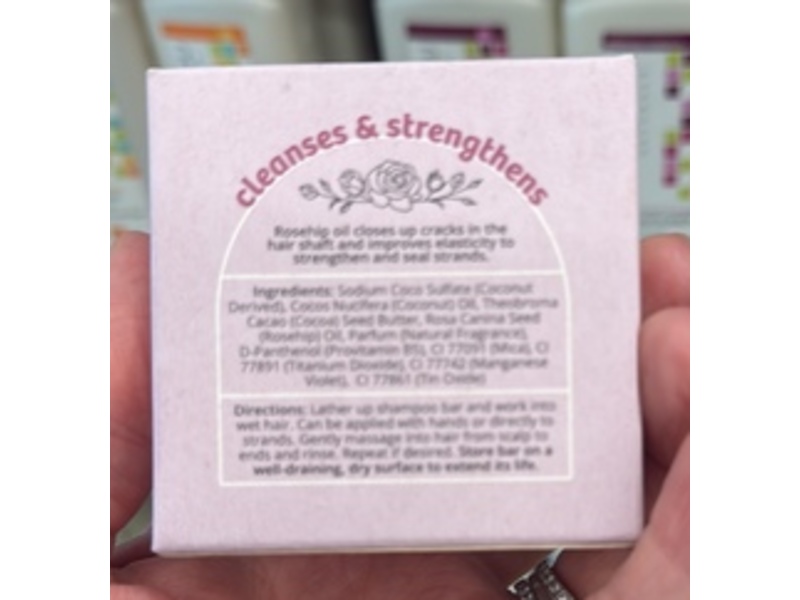 cleanses & strengthens
Rosehip oil closes up cracks in the
hair shaft and improves elasticity to
strengthen and seal strands.
Ingredients: Sodium Coco Sulfate (Coconut
Derived), Cocos Nucifera (Coconut) Oil, Theobroma
Cacao (Cocoa) Seed Butter, Rosa Canina Seed
(Rosehip) Oil, Parfum (Natural Fragrance),
D-Panthenol (Provitamin B5), CI 77091 (Mica), CI
77891 (Titanium Dioxide), CI 77742 (Manganese
Violet), CI 77861 (Tin Oxide)
Directions: Lather up shampoo bar and work into
wet hair. Can be applied with hands or directly to
strands. Gently massage into hair from scalp to
ends and rinse. Repeat if desired. Store bar on a
well-draining, dry surface to extend its life.